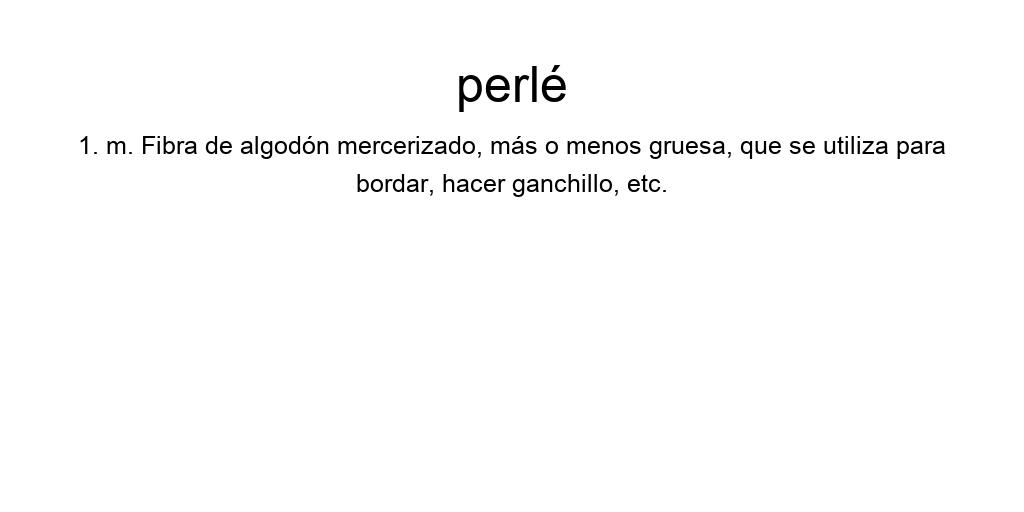 perlé
1. m. Fibra de algodón mercerizado, más o menos gruesa, que se utiliza para
bordar, hacer ganchillo, etc.